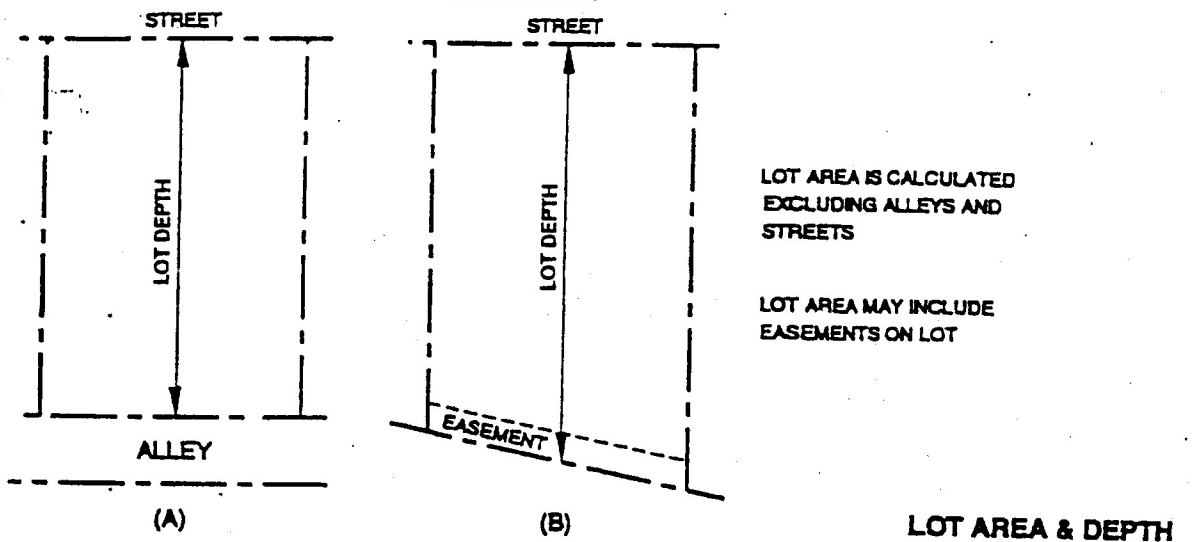 STREET
LOT DEPTH
ALLEY
(A)
STREET
LOT DEPTH
EASEMENT
(B)
LOT AREA IS CALCULATED
EXCLUDING ALLEYS AND
STREETS
LOT AREA MAY INCLUDE
EASEMENTS ON LOT
LOT AREA & DEPTH